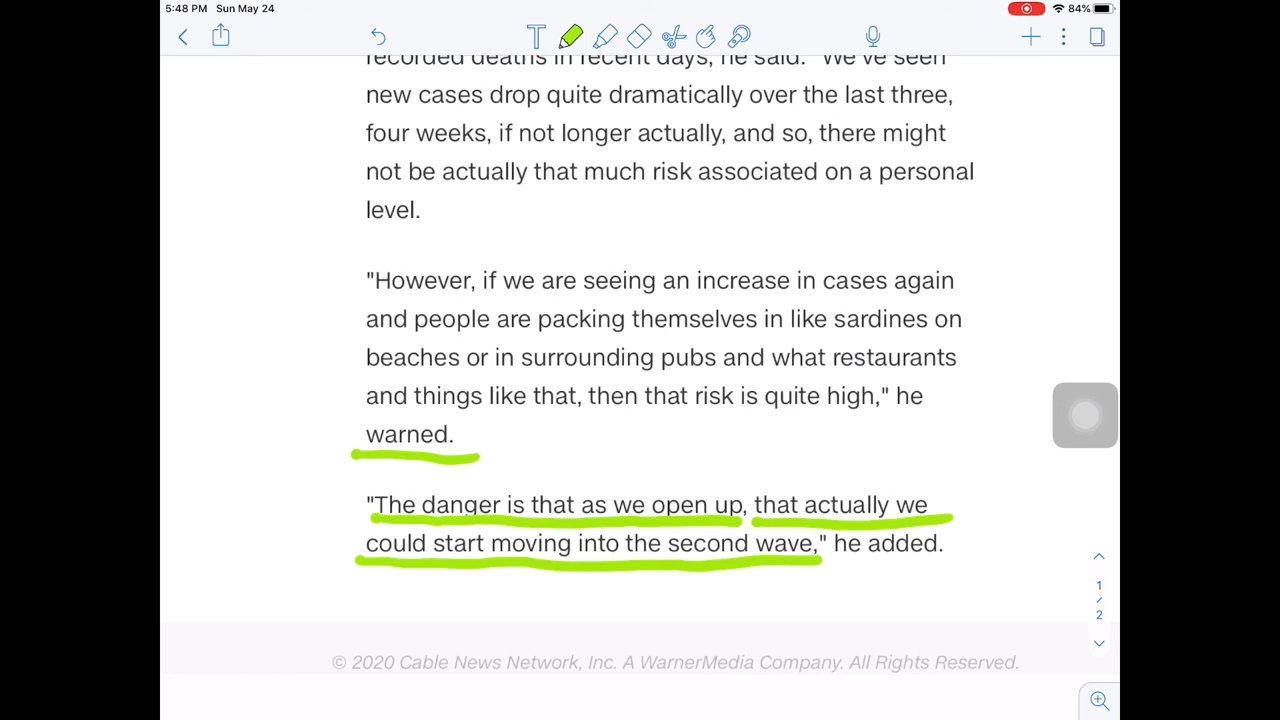 5:48 PM Sun May 24
84%
recorded deaths in recent days, he said. "We've seen
new cases drop quite dramatically over the last three,
four weeks, if not longer actually, and so, there might
not be actually that much risk associated on a personal
level.
"However, if we are seeing an increase in cases again
and people are packing themselves in like sardines on
beaches or in surrounding pubs and what restaurants
and things like that, then that risk is quite high," he
warned.
"The danger is that as we open up, that actually we
could start moving into the second wave," he added.
1
/
2
© 2020 Cable News Network, Inc. A WarnerMedia Company. All Rights Reserved.